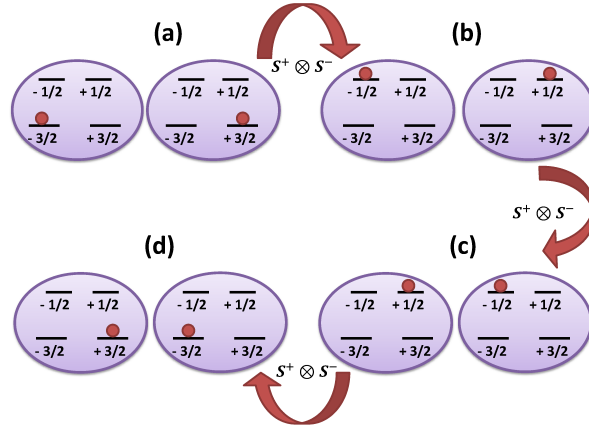 (a)
(b)
S⁺ ⊗ S⁻
- 1/2 + 1/2 - 1/2 + 1/2
- 3/2 + 3/2 - 3/2 + 3/2
- 1/2 + 1/2 - 1/2 + 1/2
- 3/2 + 3/2 - 3/2 + 3/2
S⁺ ⊗ S⁻
(d)
(c)
- 1/2 + 1/2 - 1/2 + 1/2
- 3/2 + 3/2 - 3/2 + 3/2
- 1/2 + 1/2 - 1/2 + 1/2
- 3/2 + 3/2 - 3/2 + 3/2
S⁺ ⊗ S⁻